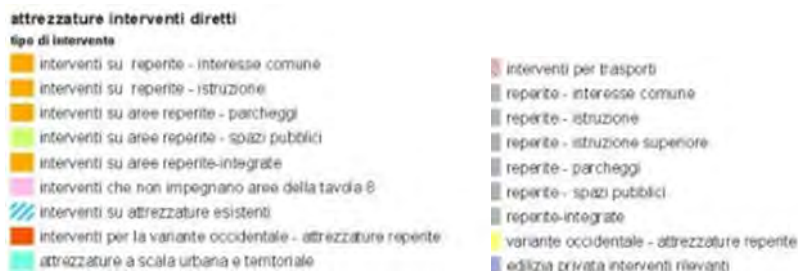 attrezzature interventi diretti
tipo di intervento
interventi su reperite - interesse comune
interventi su reperite - istruzione
interventi su aree reperite - parcheggi
interventi su aree reperite - spazi pubblici
interventi su aree reperite-integrate
interventi che non impegnano aree della tavola 8
interventi su attrezzature esistenti
interventi per la variante occidentale - attrezzature reperite
attrezzature a scala urbana e territoriale
interventi per trasporti
reperite - interesse comune
reperite - istruzione
reperite - istruzione superiore
reperite - parcheggi
reperite - spazi pubblici
reperite-integrate
variante occidentale - attrezzature reperite
edilizia privata interventi rilevanti